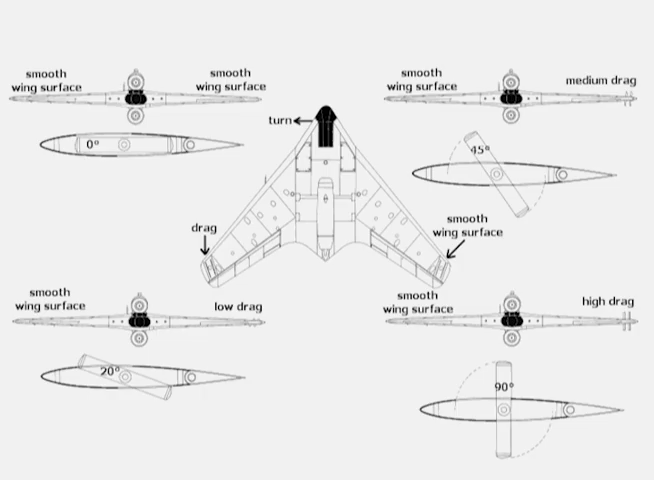 smooth
wing surface
smooth
wing surface
0°
smooth
wing surface
medium drag
45°
turn
drag
smooth
wing surface
smooth
wing surface
low drag
20°
smooth
wing surface
high drag
90°